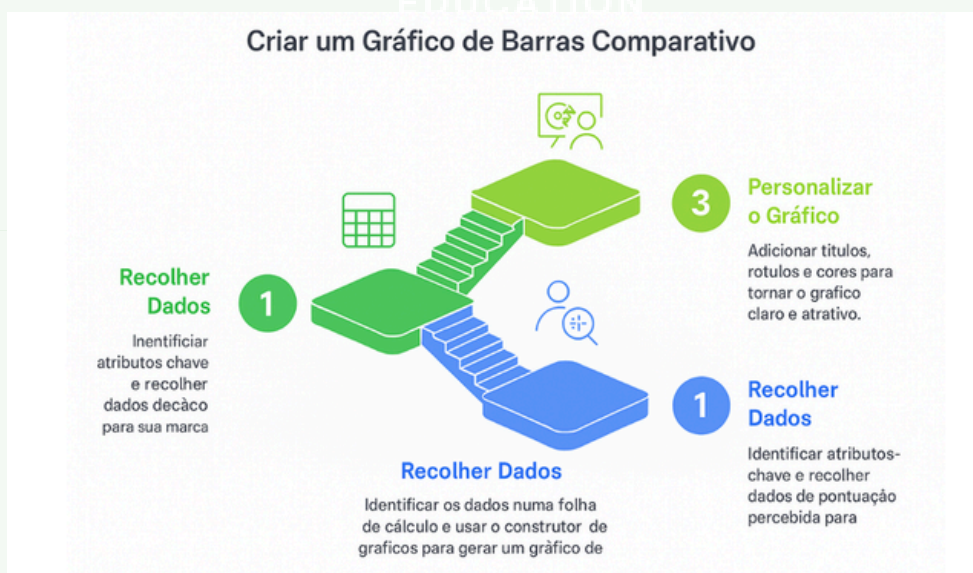 EDUCATION
Criar um Gráfico de Barras Comparativo
3
Personalizar
o Gráfico
Adicionar titulos,
rotulos e cores para
tornar o grafico
claro e atrativo.
Recolher
Dados
1
Inentificiar
atributos chave
e recolher
dados decàco
para sua marca
1
Recolher
Dados
Identificar atributos-
chave e recolher
dados de pontuação
percebida para
Recolher Dados
Identificar os dados numa folha
de cálculo e usar o construtor de
graficos para gerar um gràfico de